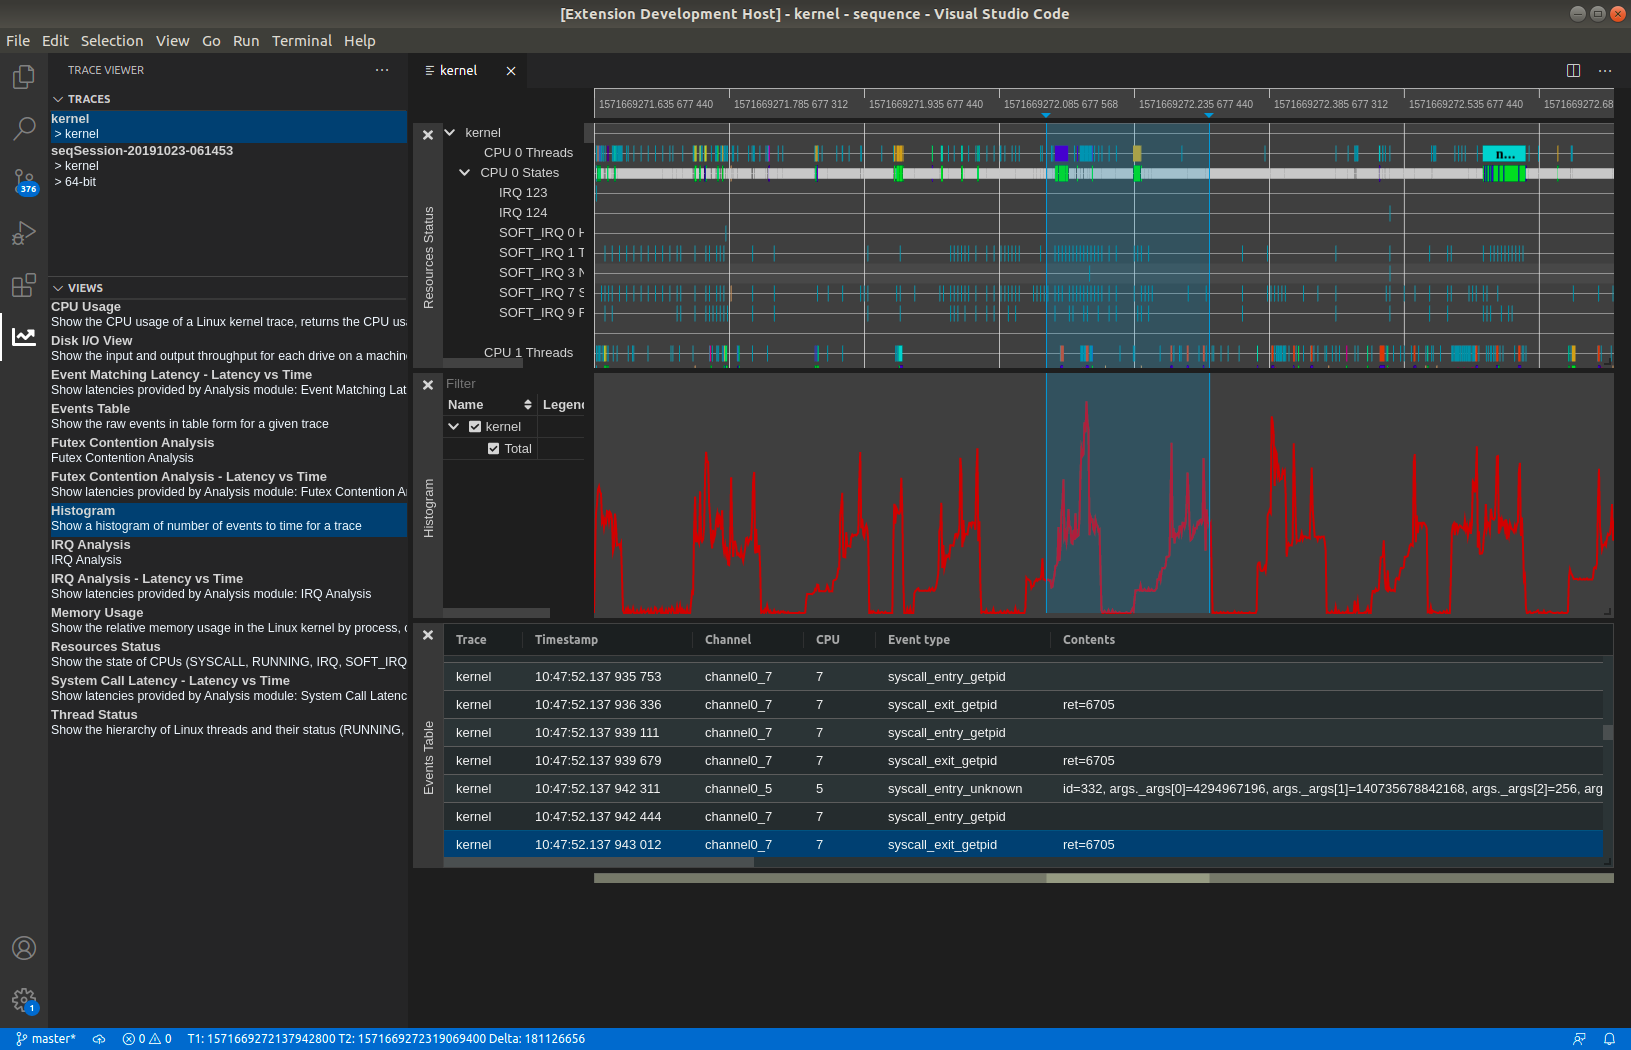 [Extension Development Host] - kernel - sequence - Visual Studio Code
File Edit Selection View Go Run Terminal Help
TRACE VIEWER
kernel
TRACES
kernel
> kernel
seqSession-20191023-061453
> kernel
> 64-bit
376
VIEWS
CPU Usage
Show the CPU usage of a Linux kernel trace, returns the CPU us
Disk I/O View
Show the input and output throughput for each drive on a machin
Event Matching Latency - Latency vs Time
Show latencies provided by Analysis module: Event Matching Lat
Events Table
Show the raw events in table form for a given trace
Futex Contention Analysis
Futex Contention Analysis
Futex Contention Analysis - Latency vs Time
Show latencies provided by Analysis module: Futex Contention A
Histogram
Show a histogram of number of events to time for a trace
IRQ Analysis
IRQ Analysis
IRQ Analysis - Latency vs Time
Show latencies provided by Analysis module: IRQ Analysis
Memory Usage
Show the relative memory usage in the Linux kernel by process,
Resources Status
Show the state of CPUs (SYSCALL, RUNNING, IRQ, SOFT_IRQ
System Call Latency - Latency vs Time
Show latencies provided by Analysis module: System Call Latenc
Thread Status
Show the hierarchy of Linux threads and their status (RUNNING,
1571669271.635 677 440 1571669271.785 677 312 1571669271.935 677 440 1571669272.085 677 568 1571669272.235 677 440 1571669272.385 677 312 1571669272.535 677 440 1571669272.68
Resources Status
kernel
CPU 0 Threads
n...
CPU 0 States
IRQ 123
IRQ 124
SOFT_IRQ 0 H
SOFT_IRQ 1 T
SOFT_IRQ 3 N
SOFT_IRQ 7 S
SOFT_IRQ 9 F
CPU 1 Threads
Histogram
Filter
Name Legend
kernel
Total
Events Table
Trace Timestamp Channel CPU Event type Contents
kernel 10:47:52.137 935 753 channel0_7 7 syscall_entry_getpid
kernel 10:47:52.137 936 336 channel0_7 7 syscall_exit_getpid ret=6705
kernel 10:47:52.137 939 111 channel0_7 7 syscall_entry_getpid
kernel 10:47:52.137 939 679 channel0_7 7 syscall_exit_getpid ret=6705
kernel 10:47:52.137 942 311 channel0_5 5 syscall_entry_unknown id=332, args._args[0]=4294967196, args._args[1]=140735678842168, args._args[2]=256, arg
kernel 10:47:52.137 942 444 channel0_7 7 syscall_entry_getpid
kernel 10:47:52.137 943 012 channel0_7 7 syscall_exit_getpid ret=6705
1
master* 0 0 T1: 1571669272137942800 T2: 1571669272319069400 Delta: 181126656